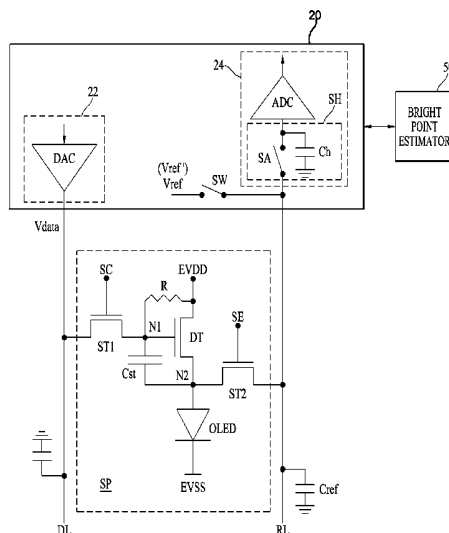 20
24
22
ADC
SH
DAC
SA
Ch
(Vref')
Vref
SW
BRIGHT
POINT
ESTIMATOR
Vdata
SC
EVDD
R
SE
N1
DT
ST1
Cst
N2
ST2
OLED
SP
EVSS
Cref
DL
RL